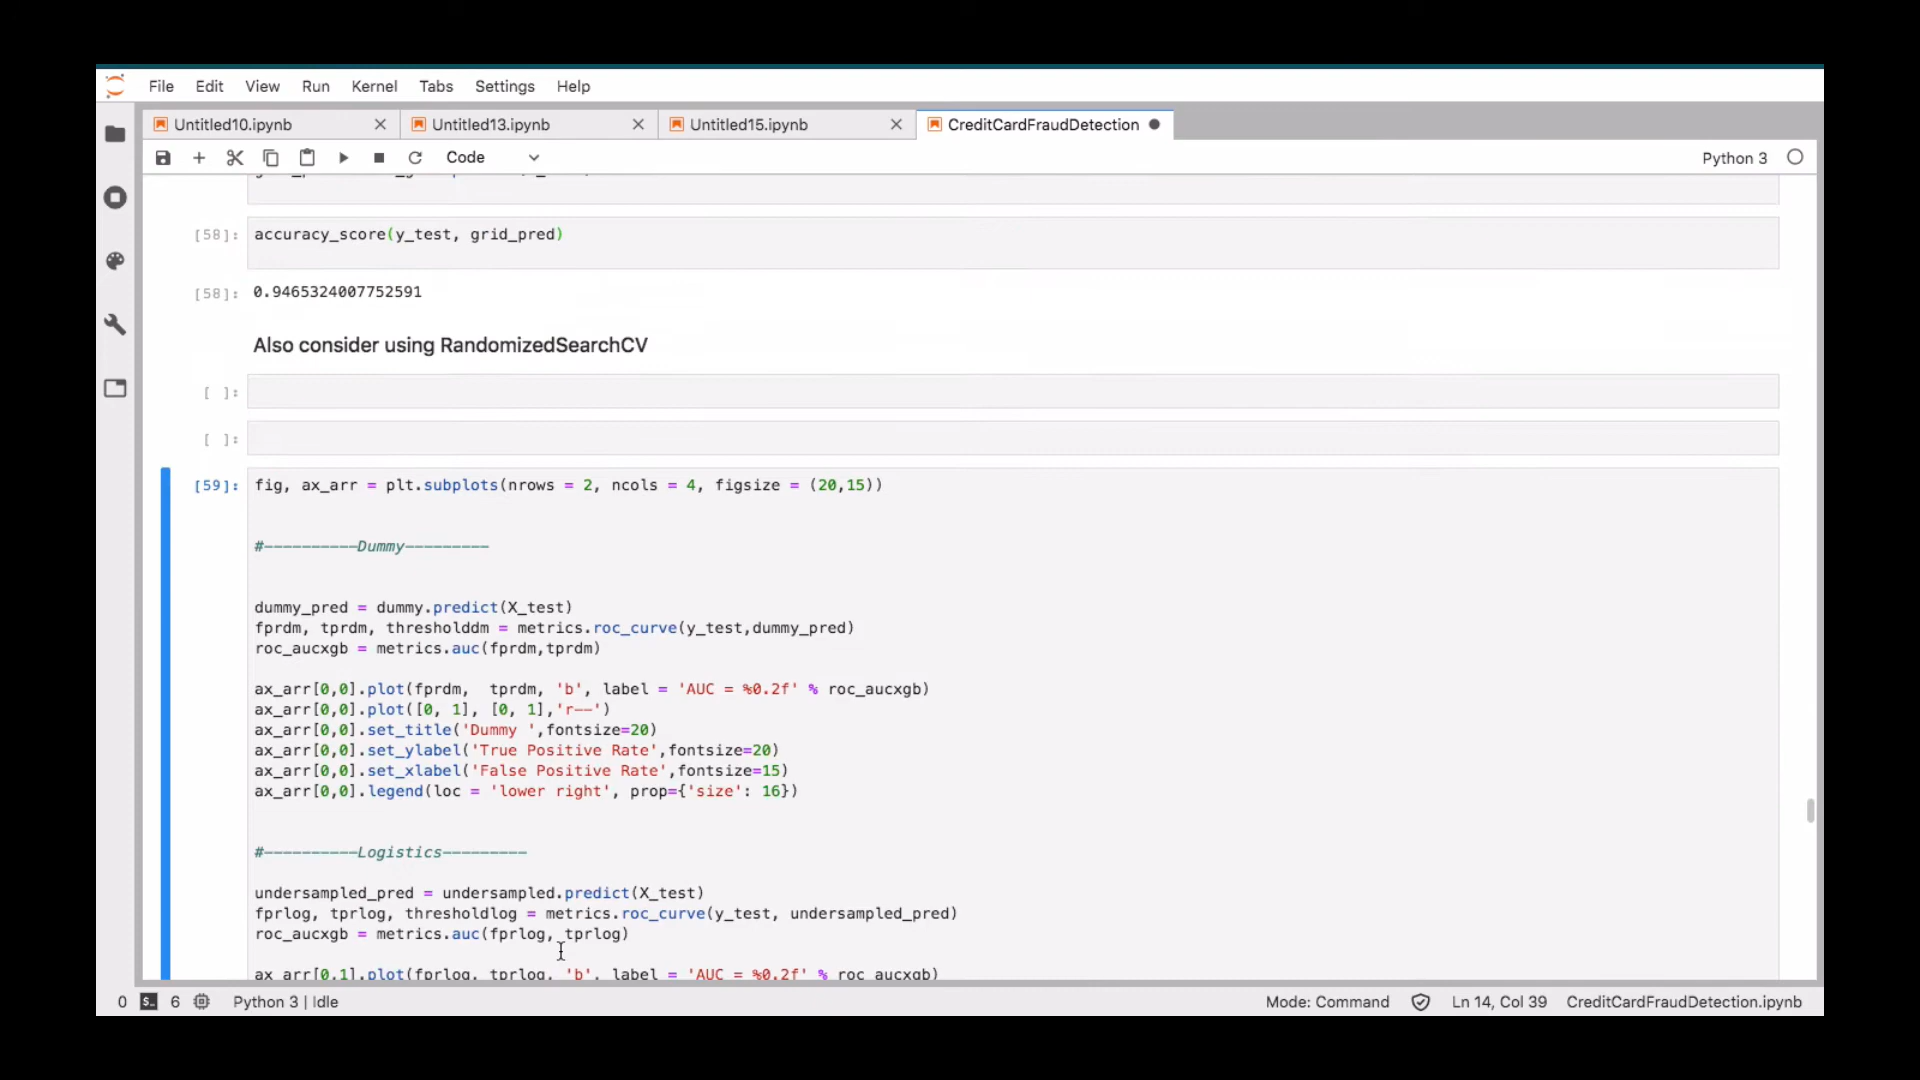 File Edit View Run Kernel Tabs Settings Help
Untitled10.ipynb Untitled13.ipynb Untitled15.ipynb CreditCardFraudDetection
Code Python 3
[58]: accuracy_score(y_test, grid_pred)
[58]: 0.9465324007752591
Also consider using RandomizedSearchCV
[ ]:
[ ]:
[59]: fig, ax_arr = plt.subplots(nrows = 2, ncols = 4, figsize = (20,15))
#----------Dummy---------
dummy_pred = dummy.predict(X_test)
fprdm, tprdm, thresholddm = metrics.roc_curve(y_test,dummy_pred)
roc_aucxgb = metrics.auc(fprdm,tprdm)
ax_arr[0,0].plot(fprdm,  tprdm, 'b', label = 'AUC = %0.2f' % roc_aucxgb)
ax_arr[0,0].plot([0, 1], [0, 1],'r--')
ax_arr[0,0].set_title('Dummy ',fontsize=20)
ax_arr[0,0].set_ylabel('True Positive Rate',fontsize=20)
ax_arr[0,0].set_xlabel('False Positive Rate',fontsize=15)
ax_arr[0,0].legend(loc = 'lower right', prop={'size': 16})
#----------Logistics---------
undersampled_pred = undersampled.predict(X_test)
fprlog, tprlog, thresholdlog = metrics.roc_curve(y_test, undersampled_pred)
roc_aucxgb = metrics.auc(fprlog, tprlog)
ax_arr[0,1].plot(fprlog, tprlog, 'b', label = 'AUC = %0.2f' % roc_aucxgb)
0 6 Python 3 | Idle Mode: Command Ln 14, Col 39 CreditCardFraudDetection.ipynb